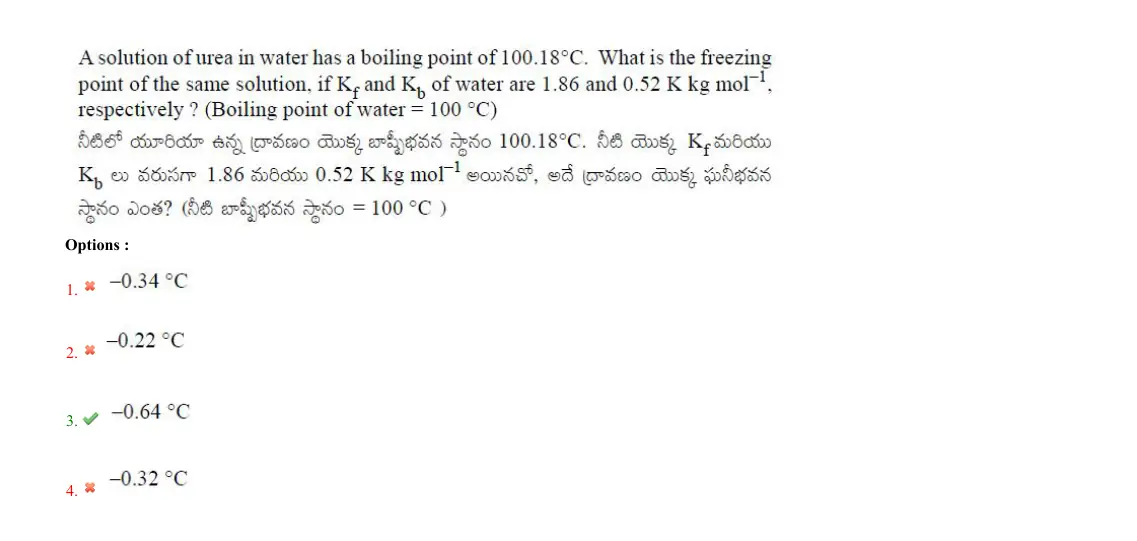 A solution of urea in water has a boiling point of 100.18°C. What is the freezing
point of the same solution, if K_f and K_b of water are 1.86 and 0.52 K kg mol⁻¹,
respectively ? (Boiling point of water = 100 °C)
నీటిలో యూరియా ఉన్న ద్రావణం యొక్క బాష్పీభవన స్థానం 100.18°C. నీటి యొక్క K_f మరియు
K_b లు వరుసగా 1.86 మరియు 0.52 K kg mol⁻¹ అయినచో, అదే ద్రావణం యొక్క ఘనీభవన
స్థానం ఎంత? (నీటి బాష్పీభవన స్థానం = 100 °C )
Options :
1. ✖ −0.34 °C
2. ✖ −0.22 °C
3. ✔ −0.64 °C
4. ✖ −0.32 °C